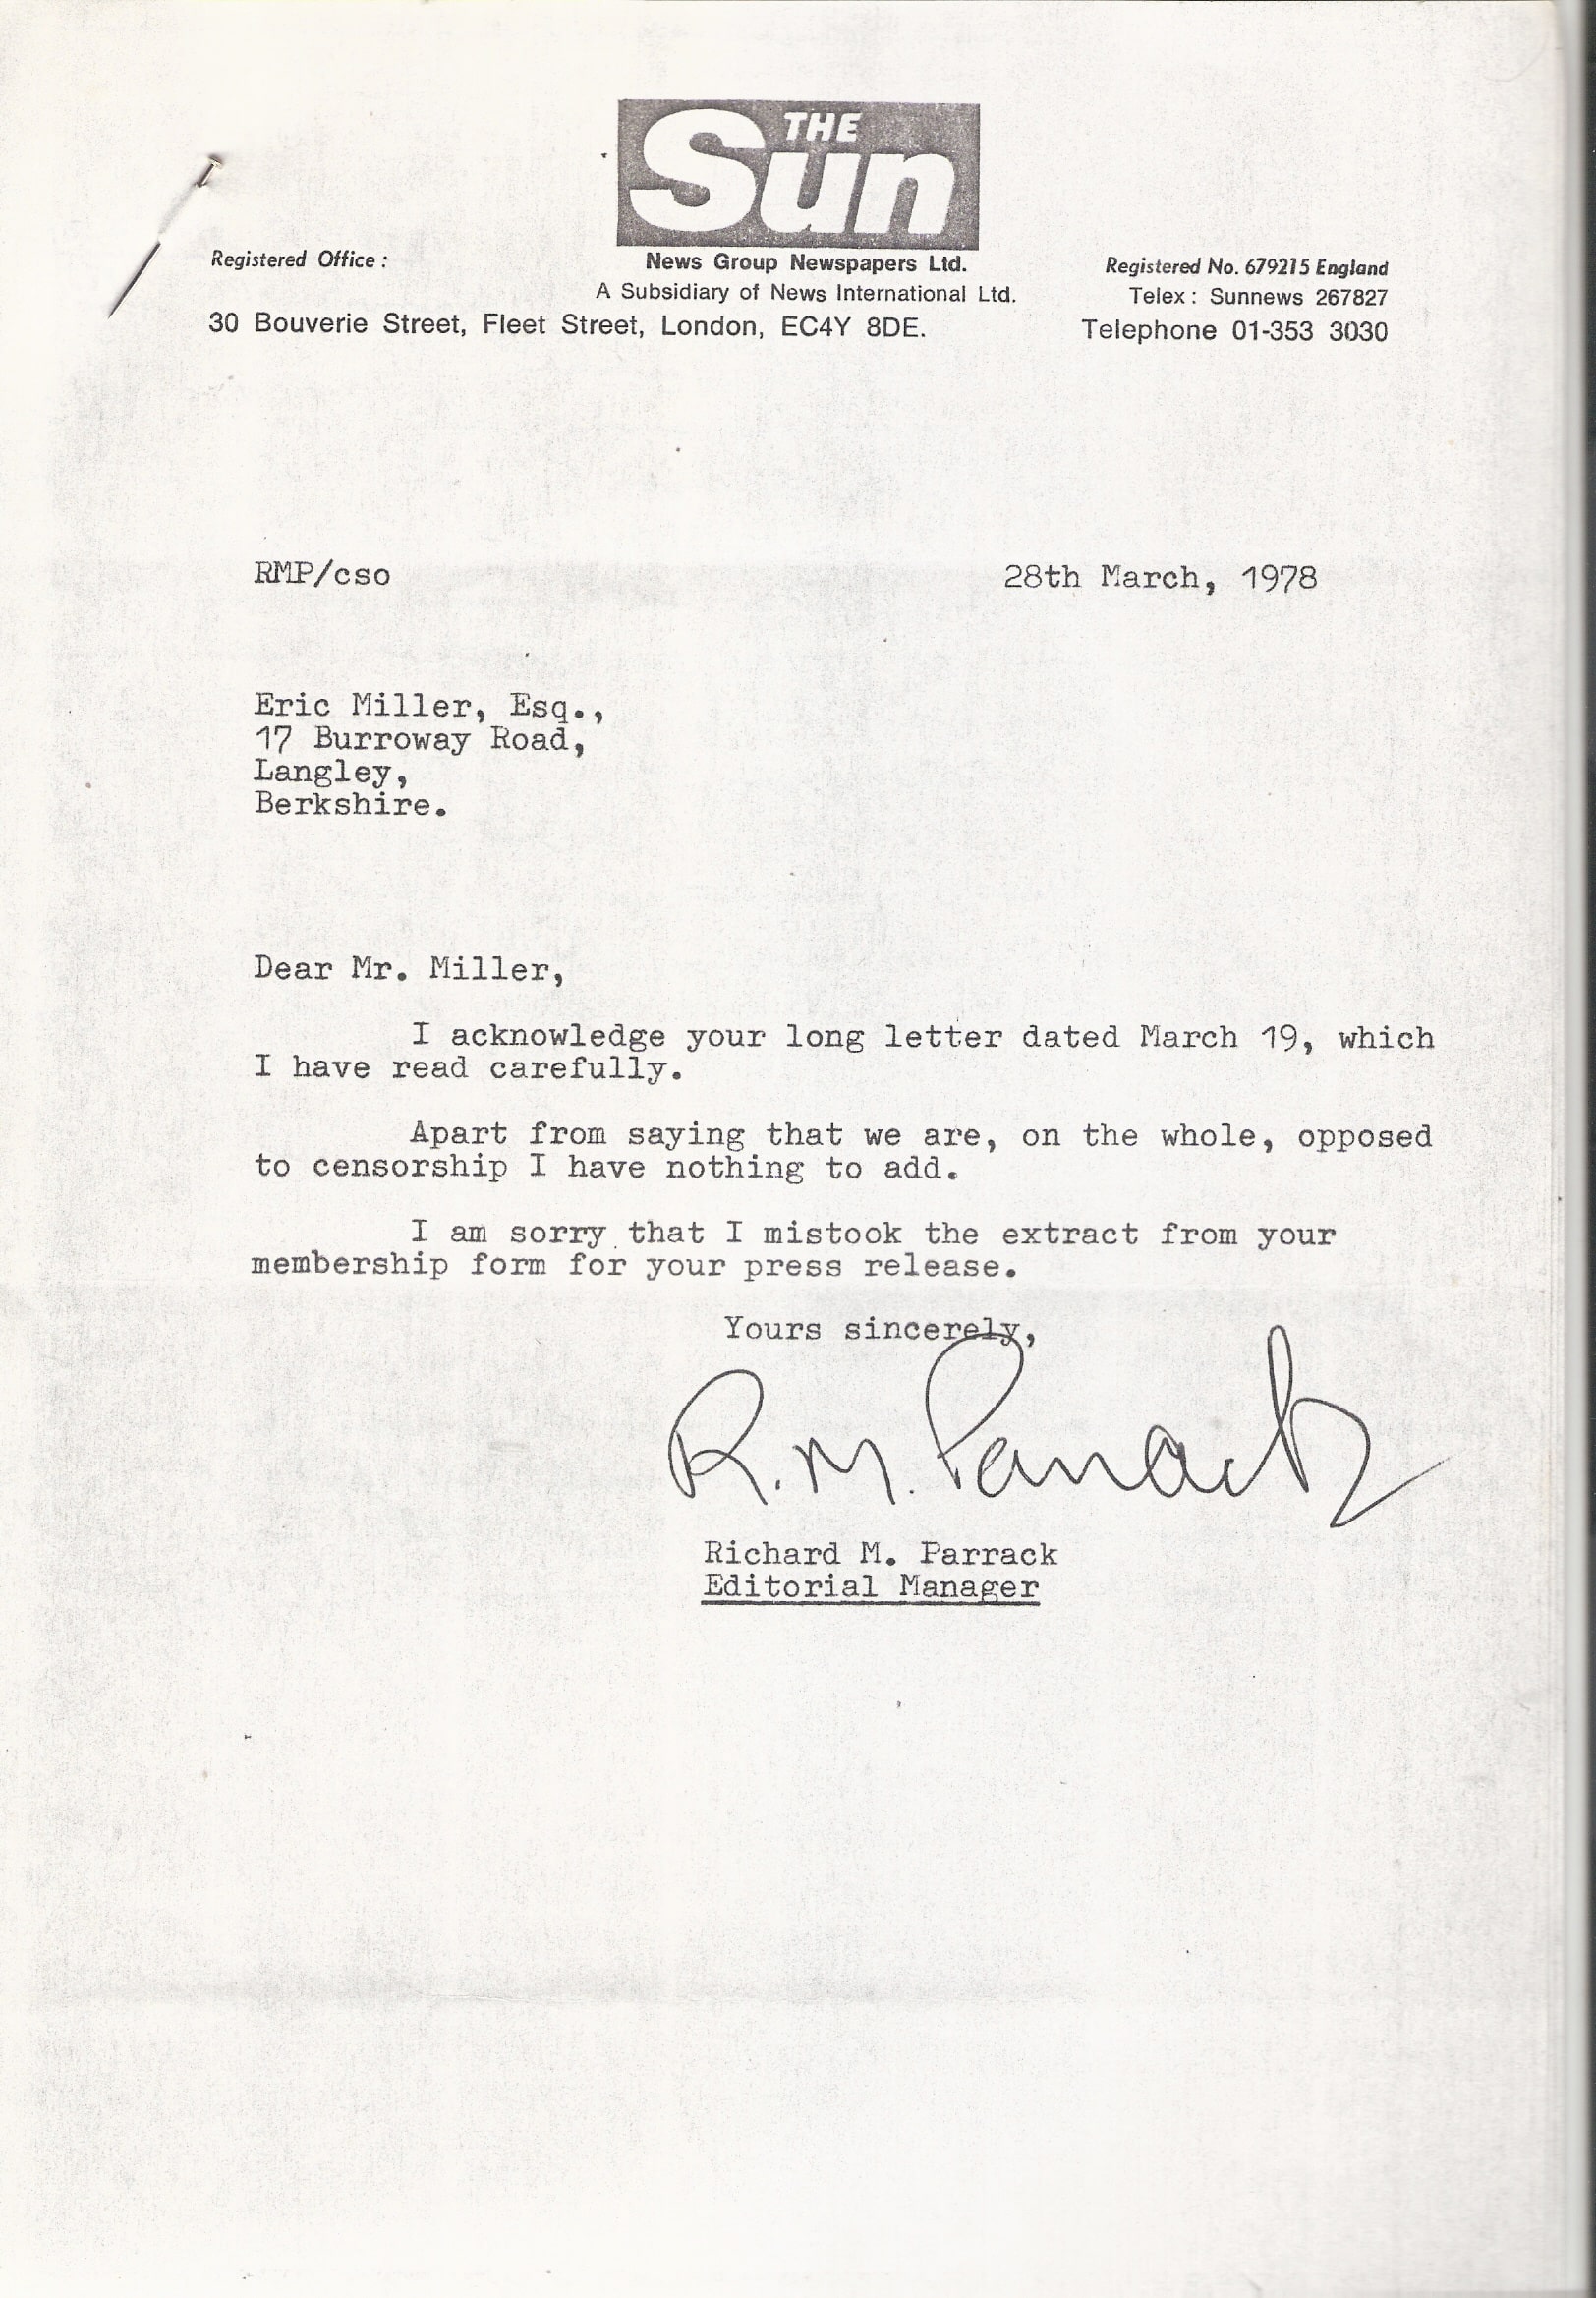 THE
Sun
Registered Office :
News Group Newspapers Ltd.
Registered No. 679215 England
A Subsidiary of News International Ltd.
Telex : Sunnews 267827
30 Bouverie Street, Fleet Street, London, EC4Y 8DE.
Telephone 01-353 3030
RMP/cso
28th March, 1978
Eric Miller, Esq.,
17 Burroway Road,
Langley,
Berkshire.
Dear Mr. Miller,
I acknowledge your long letter dated March 19, which
I have read carefully.
Apart from saying that we are, on the whole, opposed
to censorship I have nothing to add.
I am sorry that I mistook the extract from your
membership form for your press release.
Yours sincerely,
R. M. Parrack
Richard M. Parrack
Editorial Manager